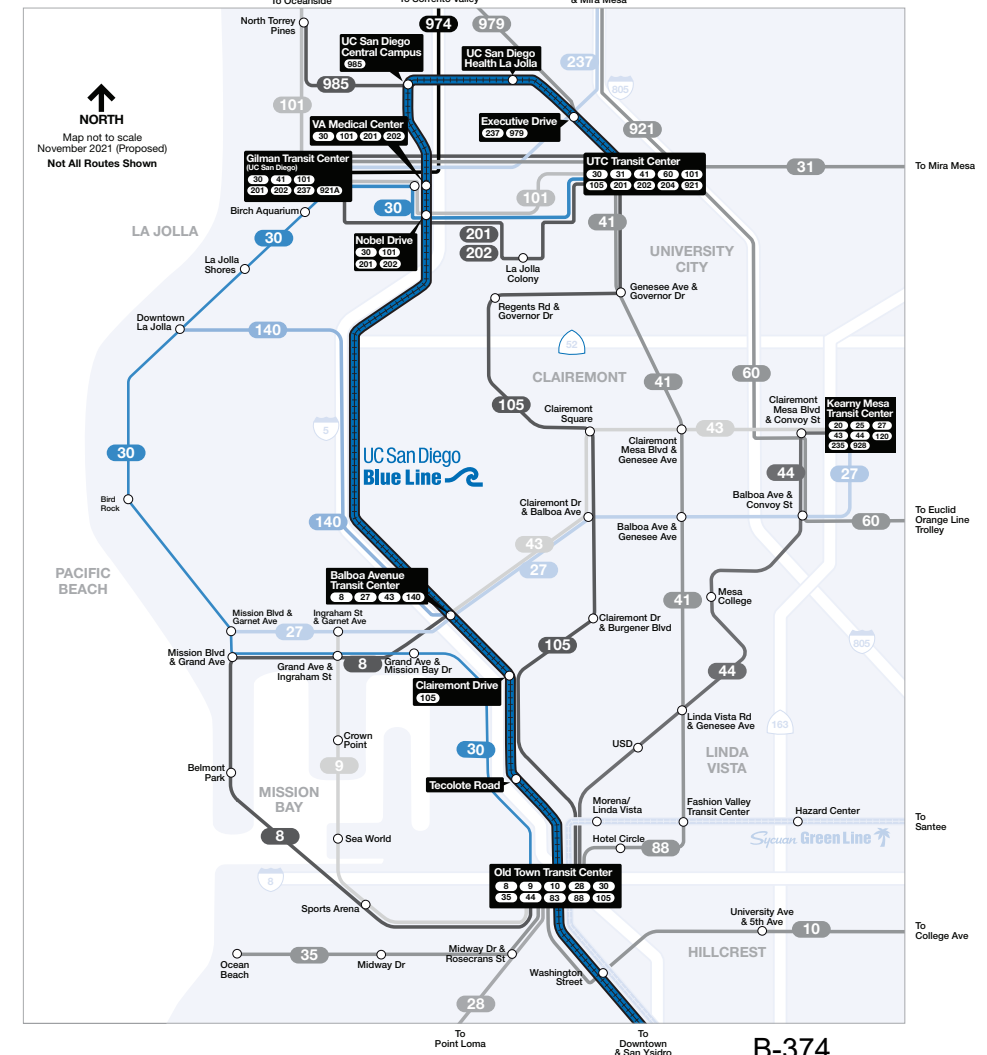 To Oceanside
To Sorrento Valley
& Mira Mesa
North Torrey
Pines
974
979
UC San Diego
Central Campus
985
UC San Diego
Health La Jolla
237
985
805
101
NORTH
Map not to scale
November 2021 (Proposed)
Not All Routes Shown
VA Medical Center
30 101 201 202
Executive Drive
237 979
921
Gilman Transit Center
(UC San Diego)
30 41 101
201 202 237 921A
UTC Transit Center
30 31 41 60 101
105 201 202 204 921
31
To Mira Mesa
101
Birch Aquarium
30
41
LA JOLLA
30
201
202
Nobel Drive
30 101
201 202
UNIVERSITY
CITY
La Jolla
Shores
La Jolla
Colony
Genesee Ave &
Governor Dr
Regents Rd &
Governor Dr
Downtown
La Jolla
140
52
CLAIREMONT
60
41
105
Clairemont
Square
Clairemont
Mesa Blvd
& Convoy St
Kearny Mesa
Transit Center
20 25 27
43 44 120
235 928
5
43
Clairemont
Mesa Blvd &
Genesee Ave
30
UC San Diego
Blue Line
44
27
Bird
Rock
Clairemont Dr
& Balboa Ave
Balboa Ave &
Convoy St
140
Balboa Ave &
Genesee Ave
60
To Euclid
Orange Line
Trolley
43
27
PACIFIC
BEACH
Balboa Avenue
Transit Center
8 27 43 140
41
Mesa
College
Mission Blvd &
Garnet Ave
Ingraham St
& Garnet Ave
27
Clairemont Dr
& Burgener Blvd
805
105
Mission Blvd
& Grand Ave
Grand Ave &
Ingraham St
8
Grand Ave &
Mission Bay Dr
44
Clairemont Drive
105
Linda Vista Rd
& Genesee Ave
163
Crown
Point
30
USD
LINDA
VISTA
9
Belmont
Park
Tecolote Road
MISSION
BAY
Morena/
Linda Vista
Fashion Valley
Transit Center
Hazard Center
To
Santee
8
Sea World
Hotel Circle
88
Sycuan Green Line
Old Town Transit Center
8 9 10 28 30
35 44 83 88 105
8
Sports Arena
University Ave
& 5th Ave
10
To
College Ave
HILLCREST
Ocean
Beach
35
Midway Dr
Midway Dr &
Rosecrans St
Washington
Street
28
To
Point Loma
To
Downtown
& San Ysidro
B-374